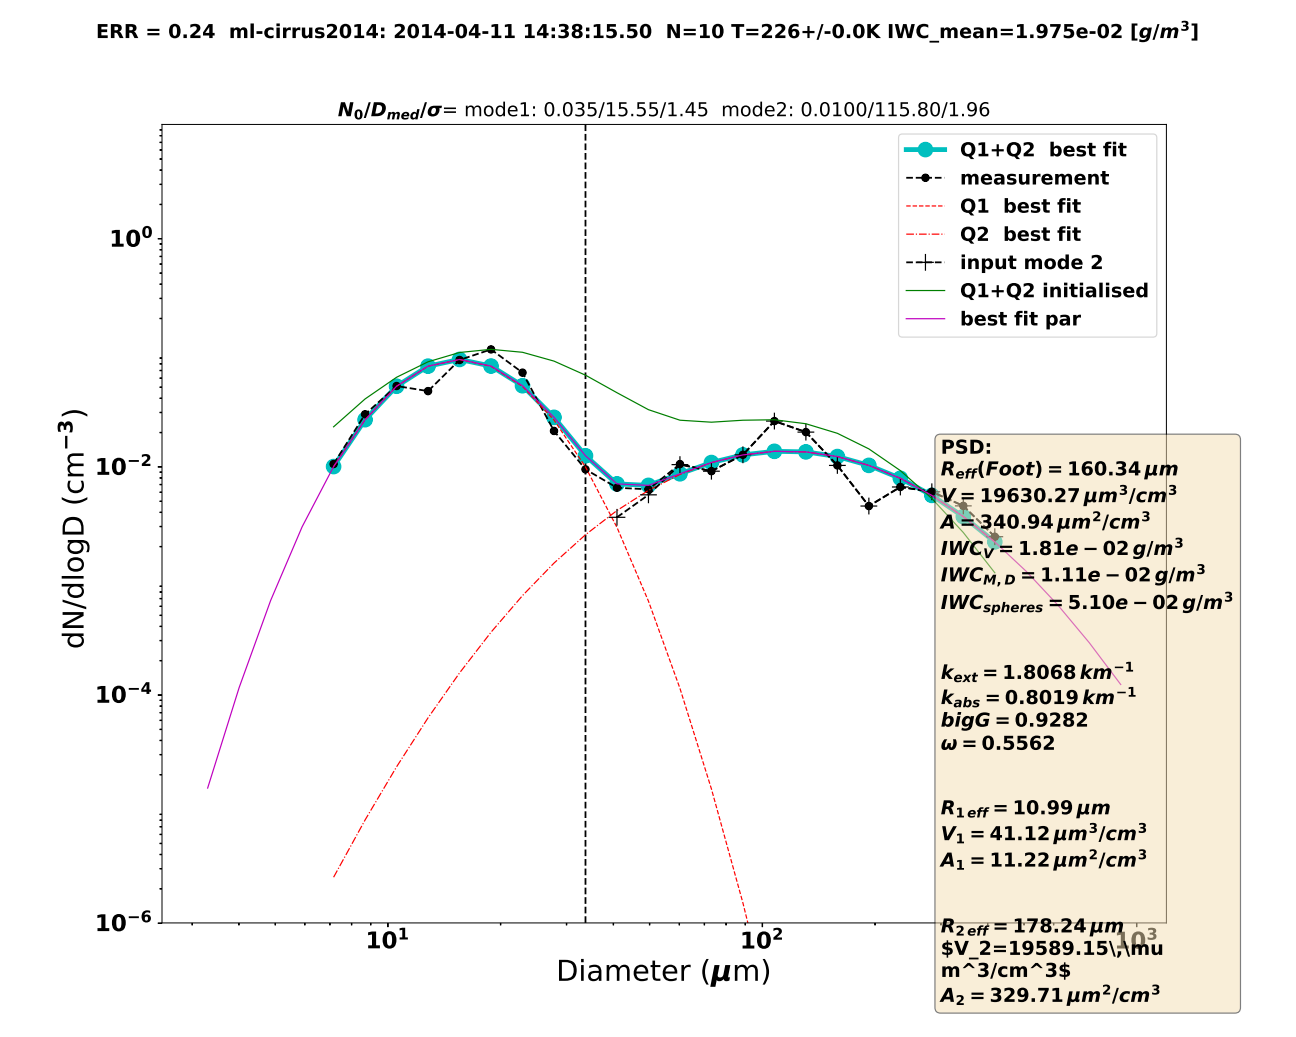 ERR = 0.24  ml-cirrus2014: 2014-04-11 14:38:15.50  N=10 T=226+/-0.0K IWC_mean=1.975e-02 [g/m³]
N₀/D_med/σ= mode1: 0.035/15.55/1.45  mode2: 0.0100/115.80/1.96
Q1+Q2  best fit
measurement
Q1  best fit
Q2  best fit
input mode 2
Q1+Q2 initialised
best fit par
dN/dlogD (cm⁻³)
10⁰
10⁻²
10⁻⁴
10⁻⁶
10¹
10²
10³
Diameter (μm)
PSD:
R_eff(Foot) = 160.34 μm
V = 19630.27 μm³/cm³
A = 340.94 μm²/cm³
IWC_V = 1.81e − 02 g/m³
IWC_M,D = 1.11e − 02 g/m³
IWC_spheres = 5.10e − 02 g/m³
k_ext = 1.8068 km⁻¹
k_abs = 0.8019 km⁻¹
bigG = 0.9282
ω = 0.5562
R_1 eff = 10.99 μm
V₁ = 41.12 μm³/cm³
A₁ = 11.22 μm²/cm³
R_2 eff = 178.24 μm
$V_2=19589.15\,\mu
m^3/cm^3$
A₂ = 329.71 μm²/cm³